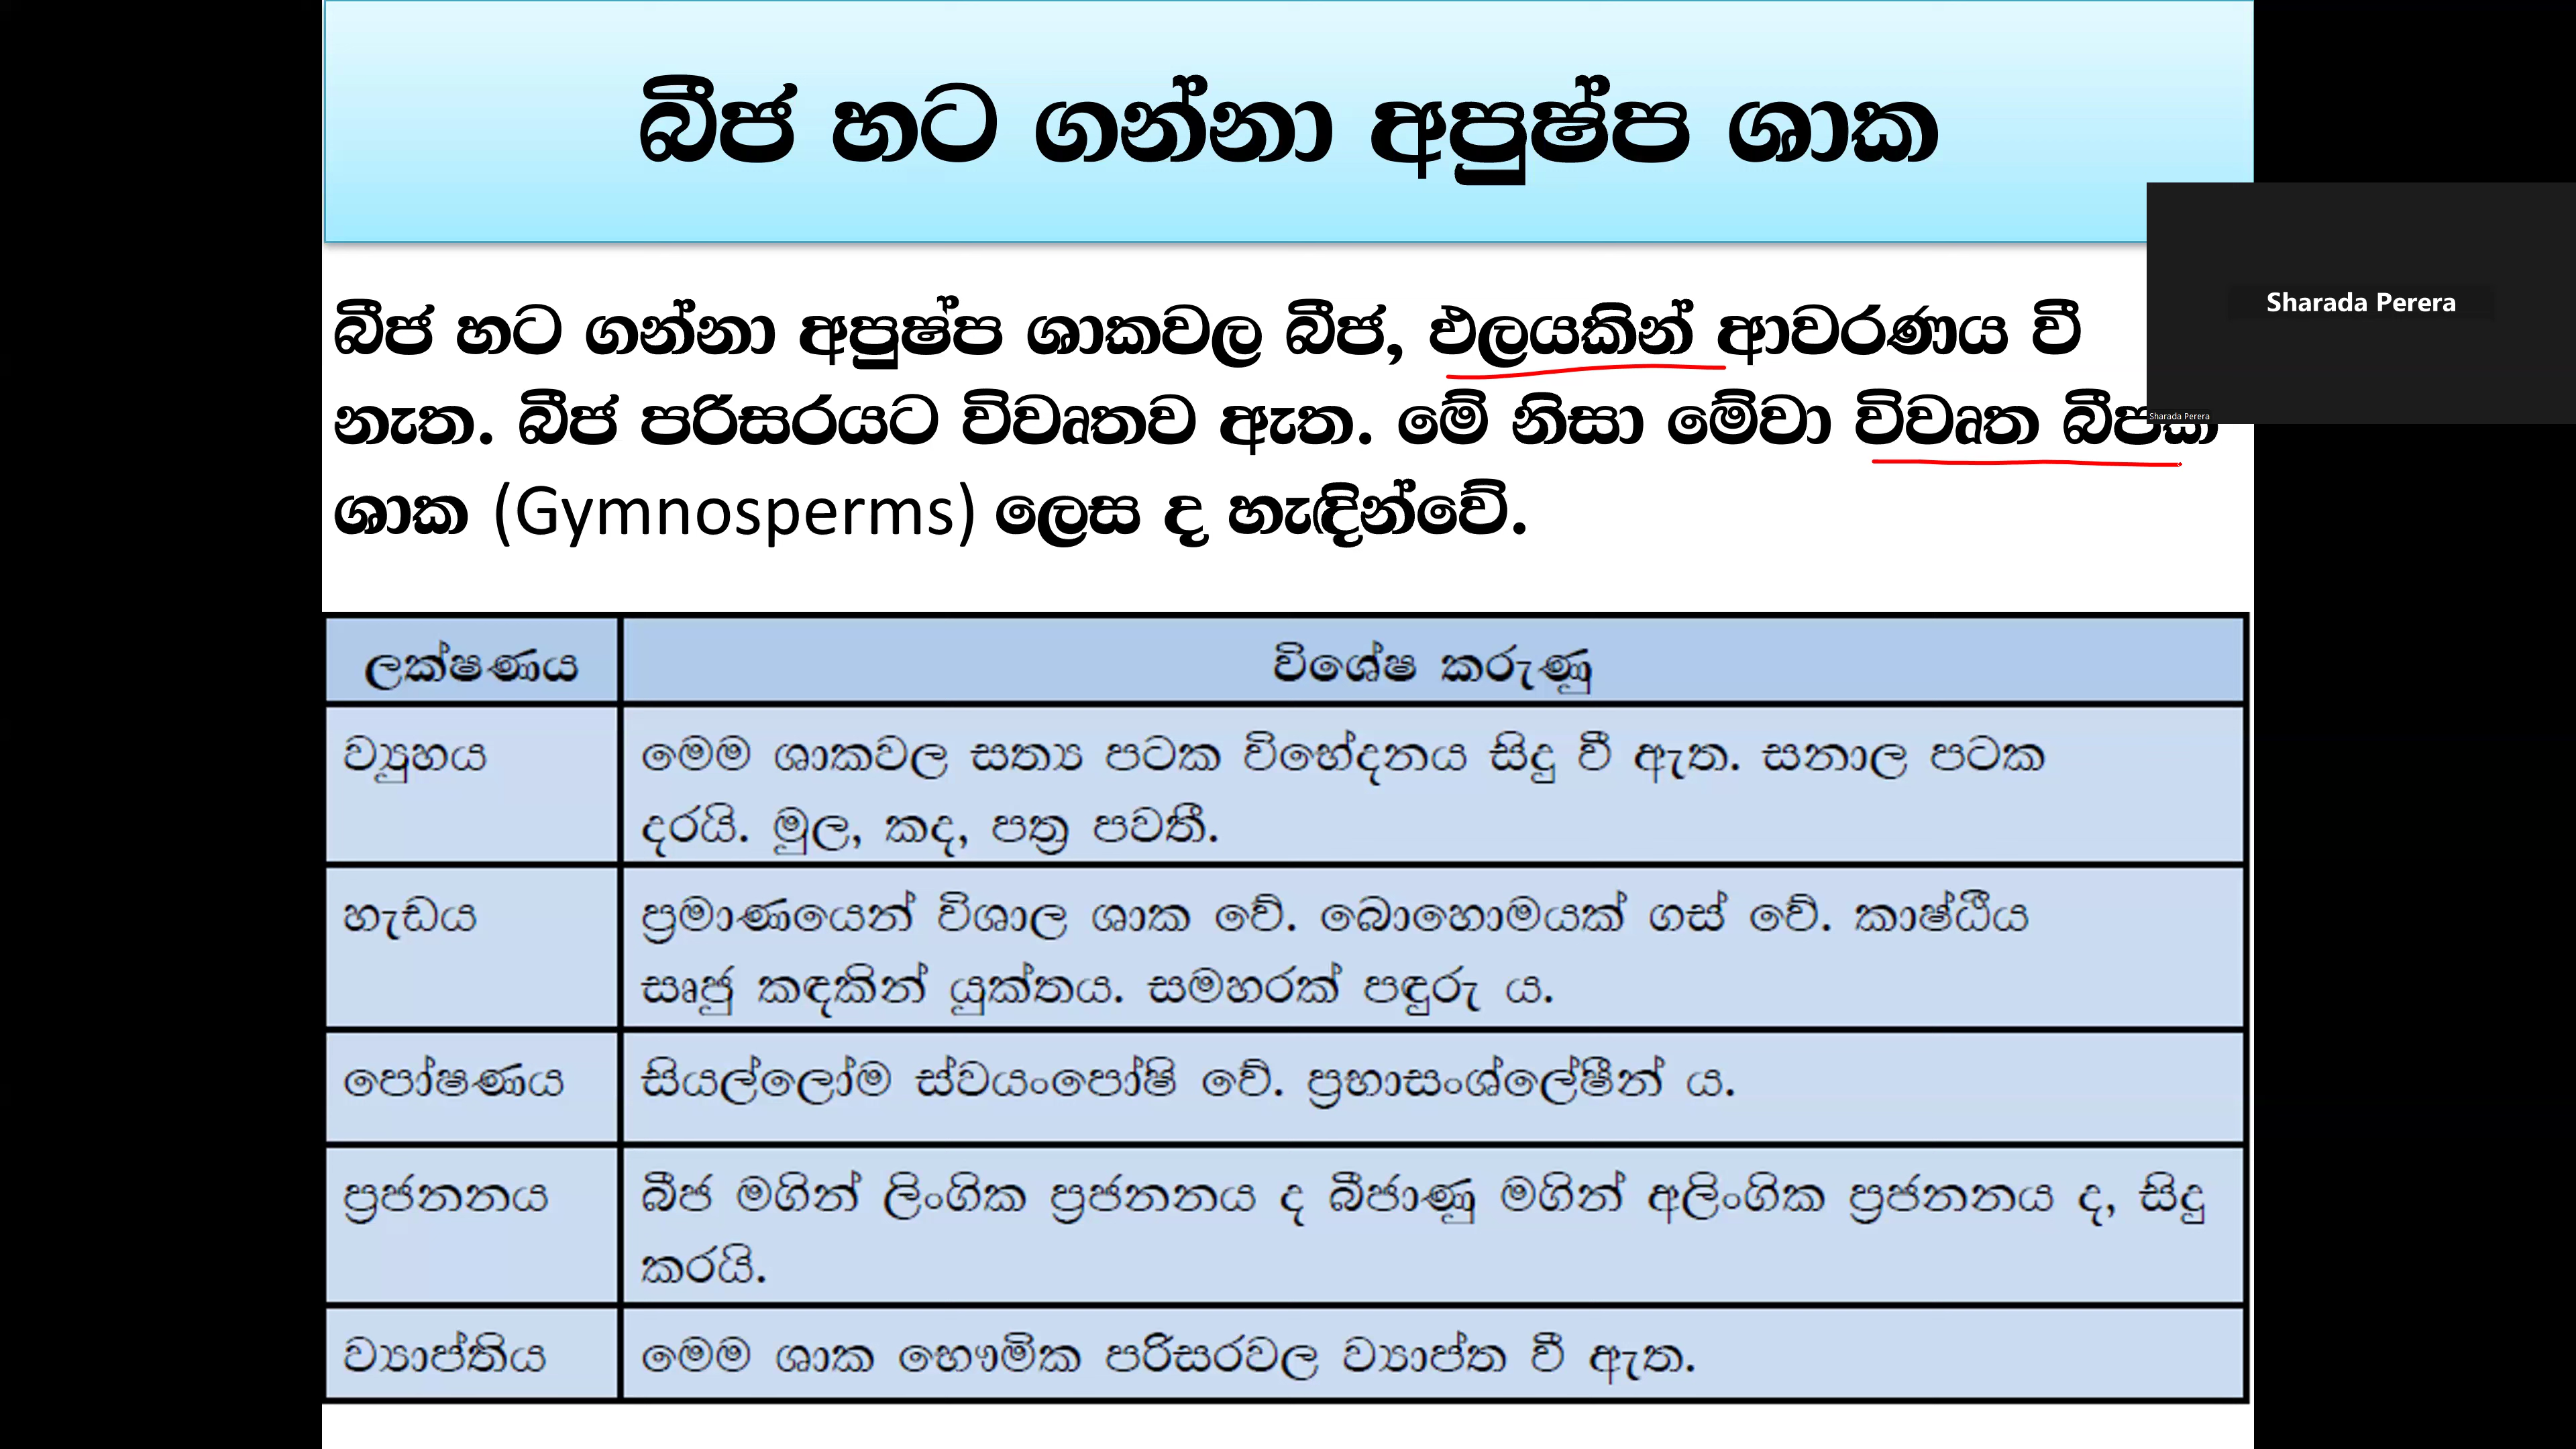 බීජ හට ගන්නා අපුෂ්ප ශාක
බීජ හට ගන්නා අපුෂ්ප ශාකවල බීජ, ඵලයකින් ආවරණය වී
නැත. බීජ පරිසරයට විවෘතව ඇත. මේ නිසා මේවා විවෘත බීජක
ශාක (Gymnosperms) ලෙස ද හැඳින්වේ.
Sharada Perera
Sharada Perera
ලක්ෂණය විශේෂ කරුණු
ව්‍යුහය මෙම ශාකවල සත්‍ය පටක විභේදනය සිදු වී ඇත. සනාල පටක
දරයි. මුල, කද, පත්‍ර පවතී.
හැඩය ප්‍රමාණයෙන් විශාල ශාක වේ. බොහොමයක් ගස් වේ. කාෂ්ඨීය
සෘජු කඳකින් යුක්තය. සමහරක් පඳුරු ය.
පෝෂණය සියල්ලෝම ස්වයංපෝෂි වේ. ප්‍රභාසංශ්ලේෂීන් ය.
ප්‍රජනනය බීජ මගින් ලිංගික ප්‍රජනනය ද බීජාණු මගින් අලිංගික ප්‍රජනනය ද, සිදු
කරයි.
ව්‍යාප්තිය මෙම ශාක භෞමික පරිසරවල ව්‍යාප්ත වී ඇත.